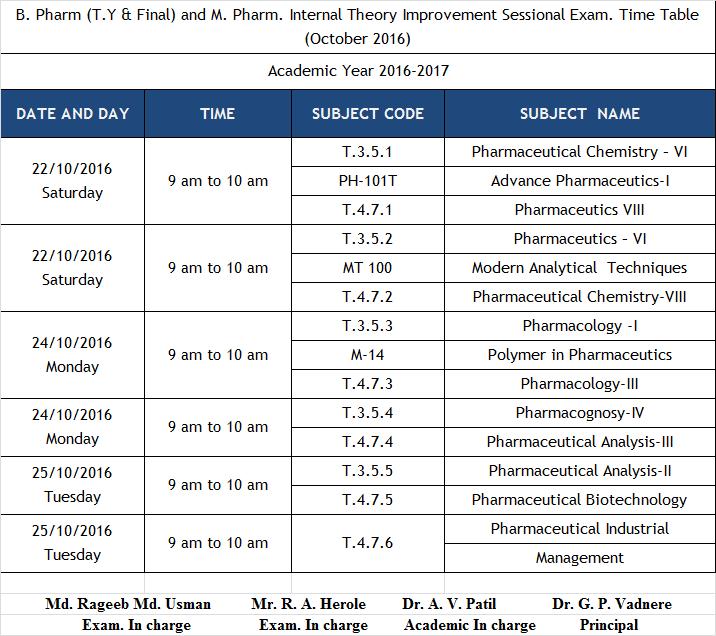 B. Pharm (T.Y & Final) and M. Pharm. Internal Theory Improvement Sessional Exam. Time Table
(October 2016)
Academic Year 2016-2017
DATE AND DAY TIME SUBJECT CODE SUBJECT NAME
22/10/2016
Saturday
9 am to 10 am
T.3.5.1 Pharmaceutical Chemistry – VI
PH-101T Advance Pharmaceutics-I
T.4.7.1 Pharmaceutics VIII
22/10/2016
Saturday
9 am to 10 am
T.3.5.2 Pharmaceutics – VI
MT 100 Modern Analytical Techniques
T.4.7.2 Pharmaceutical Chemistry-VIII
24/10/2016
Monday
9 am to 10 am
T.3.5.3 Pharmacology -I
M-14 Polymer in Pharmaceutics
T.4.7.3 Pharmacology-III
24/10/2016
Monday
9 am to 10 am
T.3.5.4 Pharmacognosy-IV
T.4.7.4 Pharmaceutical Analysis-III
25/10/2016
Tuesday
9 am to 10 am
T.3.5.5 Pharmaceutical Analysis-II
T.4.7.5 Pharmaceutical Biotechnology
25/10/2016
Tuesday
9 am to 10 am
T.4.7.6
Pharmaceutical Industrial
Management
Md. Rageeb Md. Usman Mr. R. A. Herole Dr. A. V. Patil Dr. G. P. Vadnere
Exam. In charge Exam. In charge Academic In charge Principal